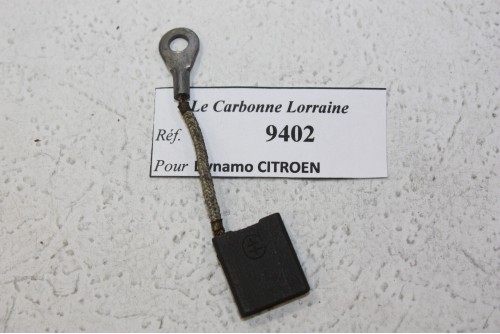 Le Carbonne Lorraine
Réf. 9402
Pour Dynamo CITROEN